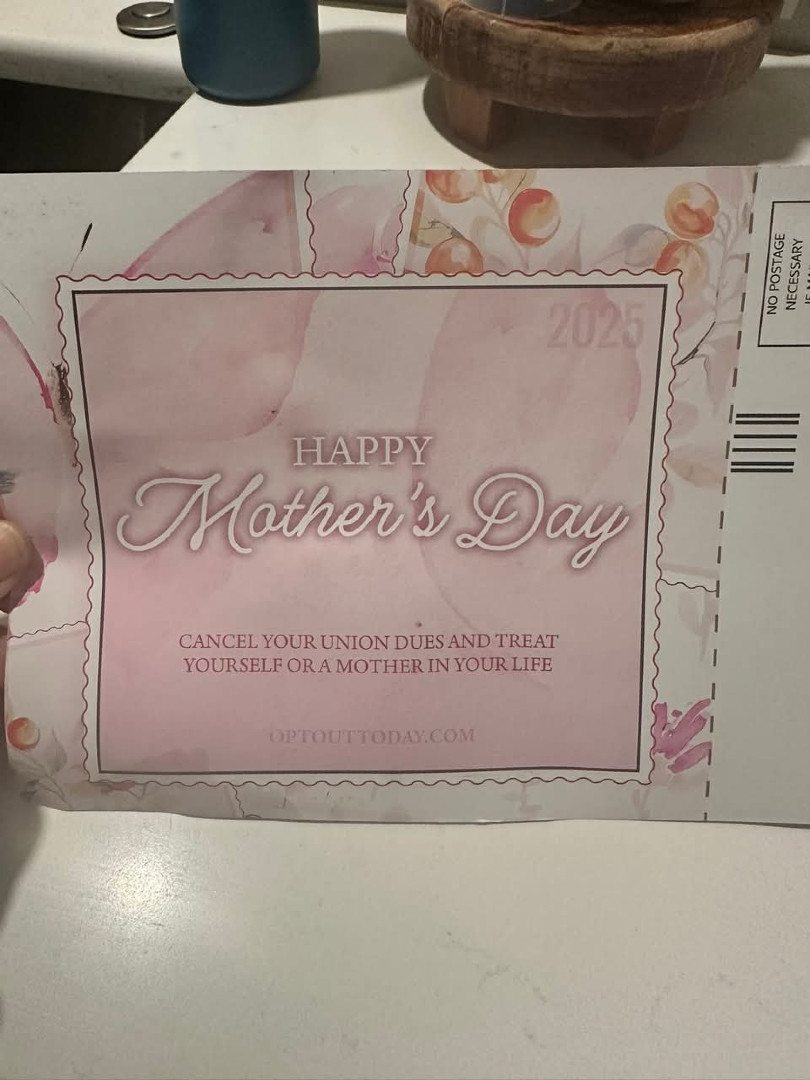 2025
HAPPY
Mother's Day
CANCEL YOUR UNION DUES AND TREAT
YOURSELF OR A MOTHER IN YOUR LIFE
OPTOUTTODAY.COM
NO POSTAGE
NECESSARY